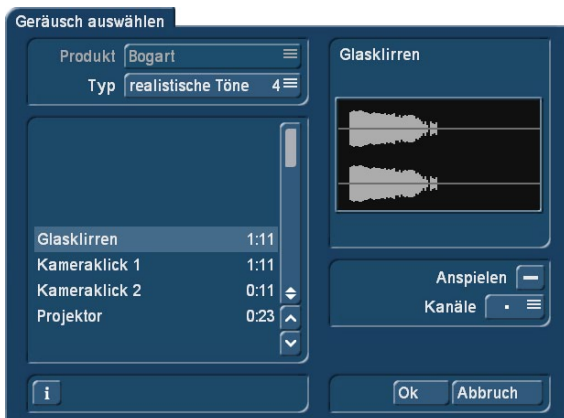 Geräusch auswählen
Produkt Bogart
Typ realistische Töne 4
Glasklirren 1:11
Kameraklick 1 1:11
Kameraklick 2 0:11
Projektor 0:23
i
Glasklirren
Anspielen
Kanäle
Ok Abbruch